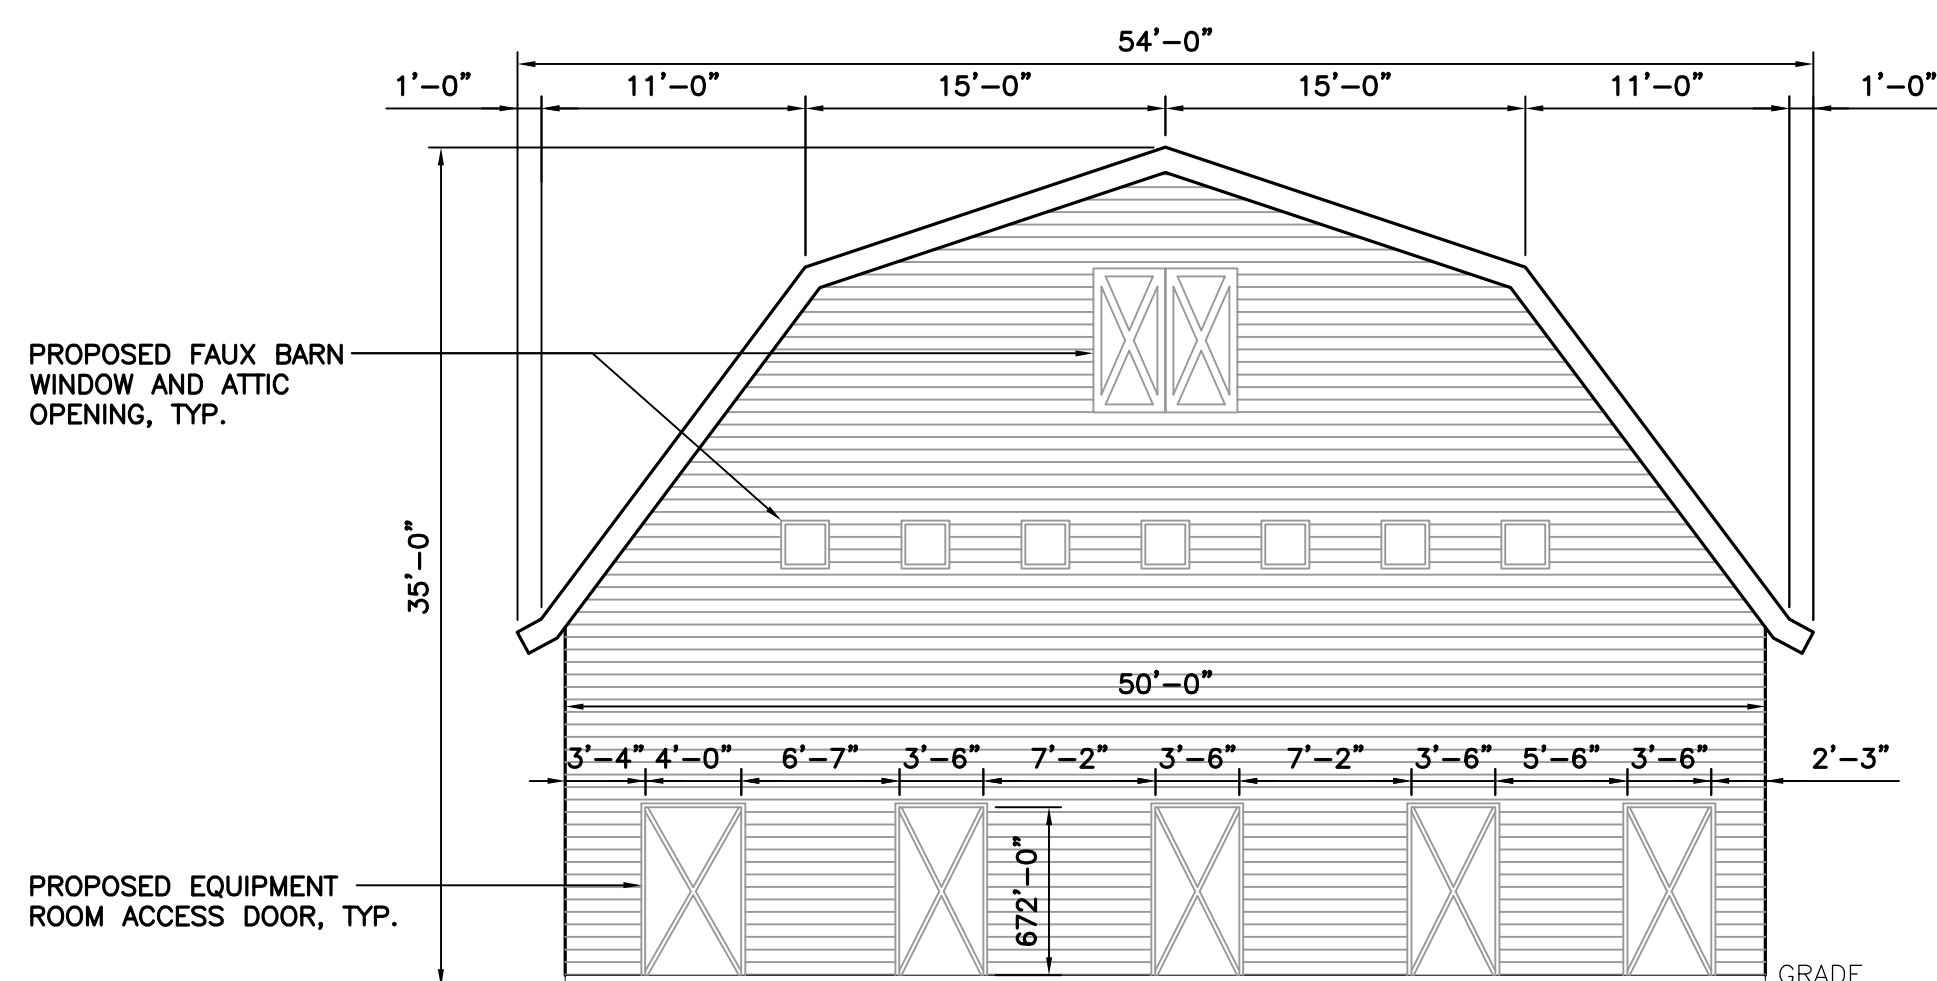 54'-0"
1'-0" 11'-0" 15'-0" 15'-0" 11'-0" 1'-0"
PROPOSED FAUX BARN
WINDOW AND ATTIC
OPENING, TYP.
35'-0"
50'-0"
3'-4" 4'-0" 6'-7" 3'-6" 7'-2" 3'-6" 7'-2" 3'-6" 5'-6" 3'-6" 2'-3"
672'-0"
PROPOSED EQUIPMENT
ROOM ACCESS DOOR, TYP.
GRADE